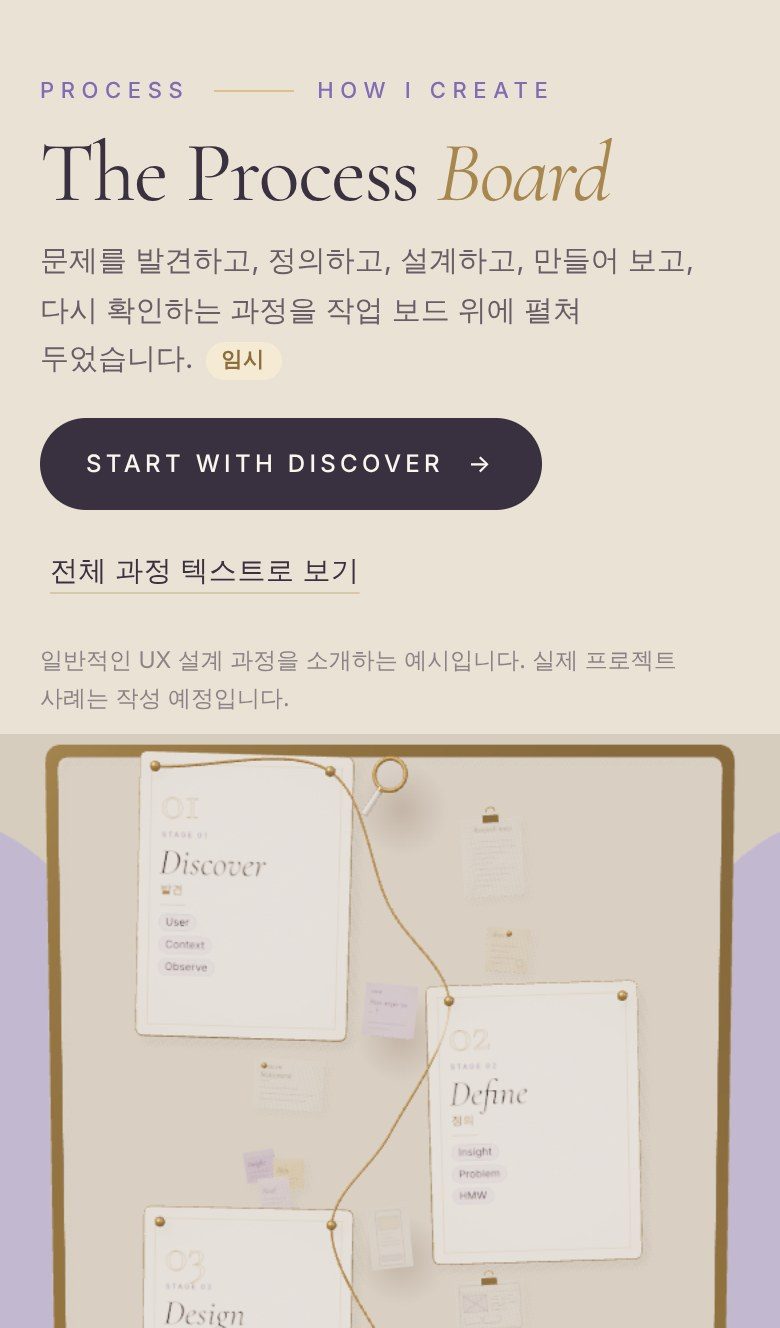 PROCESS HOW I CREATE
The Process Board
문제를 발견하고, 정의하고, 설계하고, 만들어 보고,
다시 확인하는 과정을 작업 보드 위에 펼쳐
두었습니다. 임시
START WITH DISCOVER →
전체 과정 텍스트로 보기
일반적인 UX 설계 과정을 소개하는 예시입니다. 실제 프로젝트
사례는 작성 예정입니다.
01
STAGE 01
Discover
발견
User
Context
Observe
02
STAGE 02
Define
정의
Insight
Problem
HMW
03
STAGE 03
Design